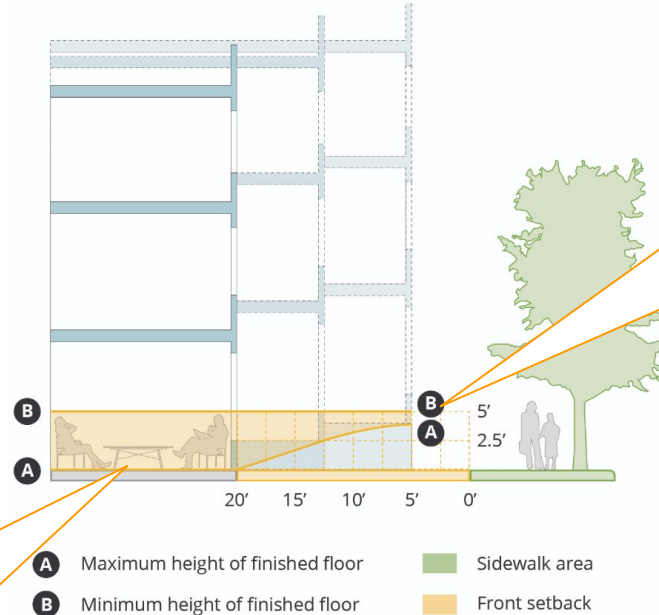 B
B
5’
A
2.5’
A
20’ 15’ 10’ 5’ 0’
A Maximum height of finished floor
Sidewalk area
B Minimum height of finished floor
Front setback